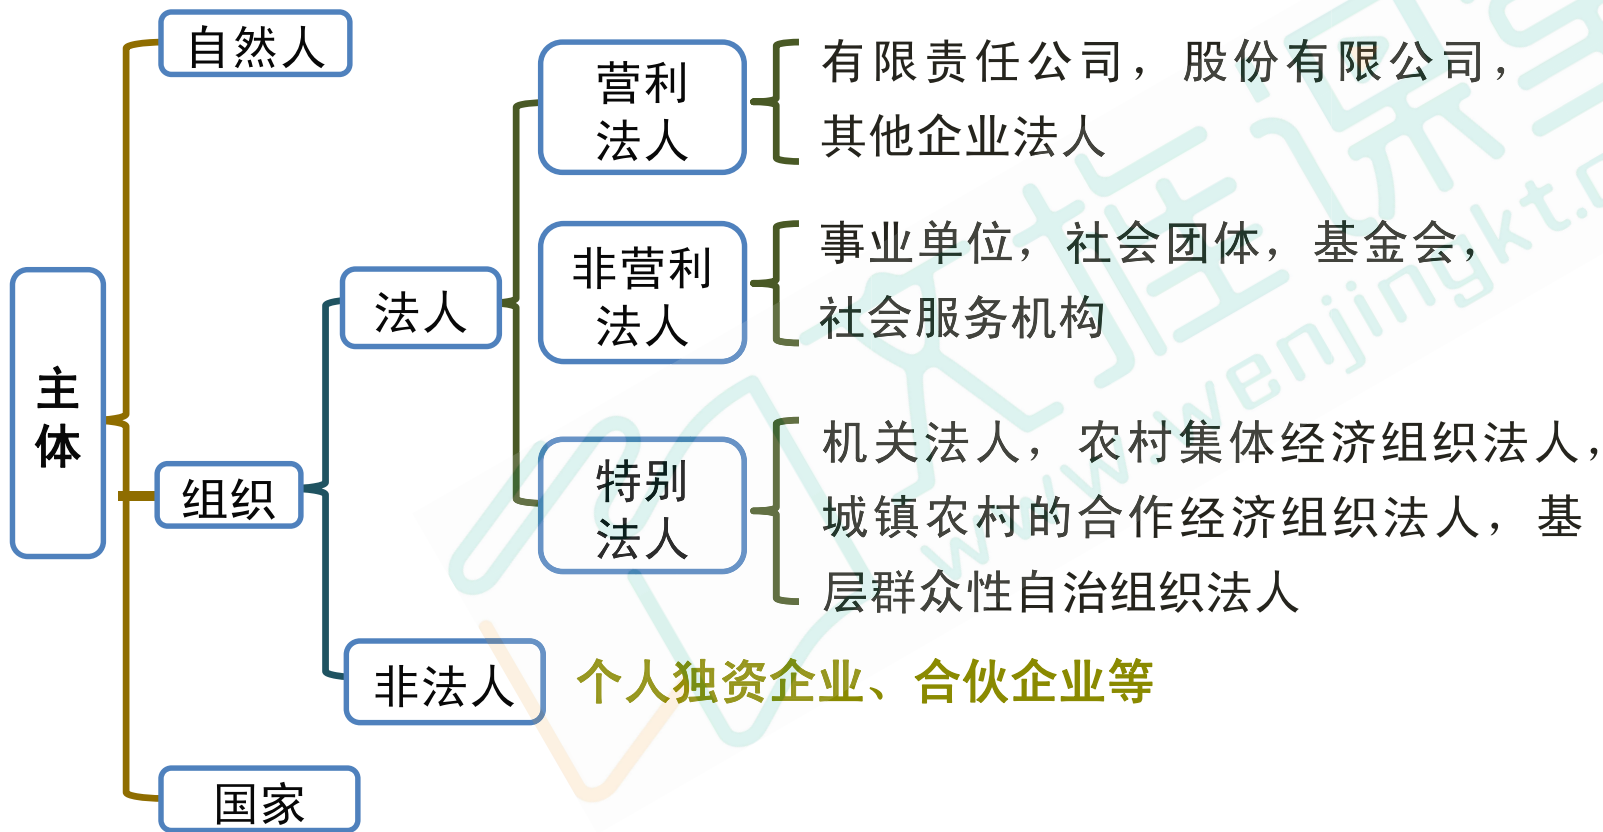 自然人
营利
法人
有限责任公司，股份有限公司，
其他企业法人
非营利
法人
事业单位，社会团体，基金会，
社会服务机构
法人
主
体
组织
特别
法人
机关法人，农村集体经济组织法人，
城镇农村的合作经济组织法人，基
层群众性自治组织法人
非法人
个人独资企业、合伙企业等
国家
www.wenjingkt.c